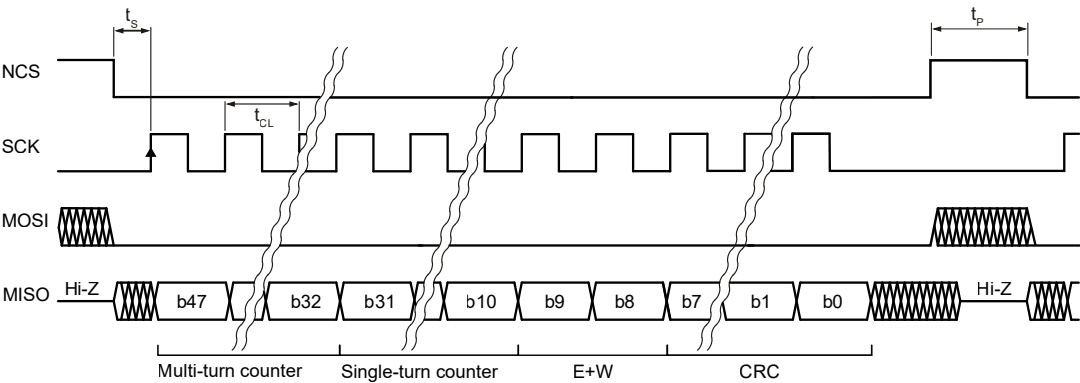 tS
tP
NCS
tCL
SCK
MOSI
MISO Hi-Z b47 b32 b31 b10 b9 b8 b7 b1 b0 Hi-Z
Multi-turn counter Single-turn counter E+W CRC